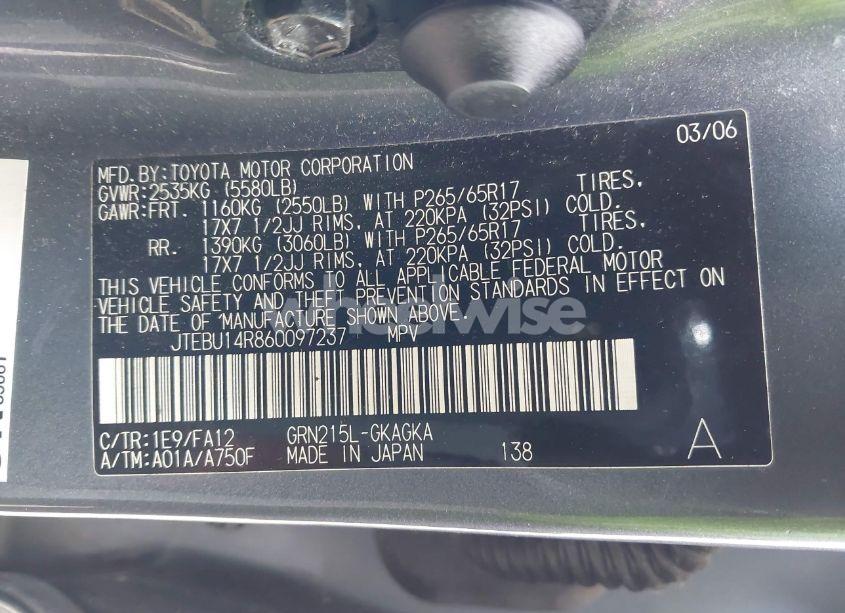 03/06
MFD.BY:TOYOTA MOTOR CORPORATION
GVWR:2535KG (5580LB)
GAWR:FRT. 1160KG (2550LB) WITH P265/65R17 TIRES,
17X7 1/2JJ RIMS, AT 220KPA (32PSI) COLD.
RR. 1390KG (3060LB) WITH P265/65R17 TIRES,
17X7 1/2JJ RIMS, AT 220KPA (32PSI) COLD.
THIS VEHICLE CONFORMS TO ALL APPLICABLE FEDERAL MOTOR
VEHICLE SAFETY AND THEFT PREVENTION STANDARDS IN EFFECT ON
THE DATE OF MANUFACTURE SHOWN ABOVE.
JTEBU14R860097237 MPV
C/TR:1E9/FA12 GRN215L-GKAGKA
A/TM:A01A/A750F MADE IN JAPAN 138 A